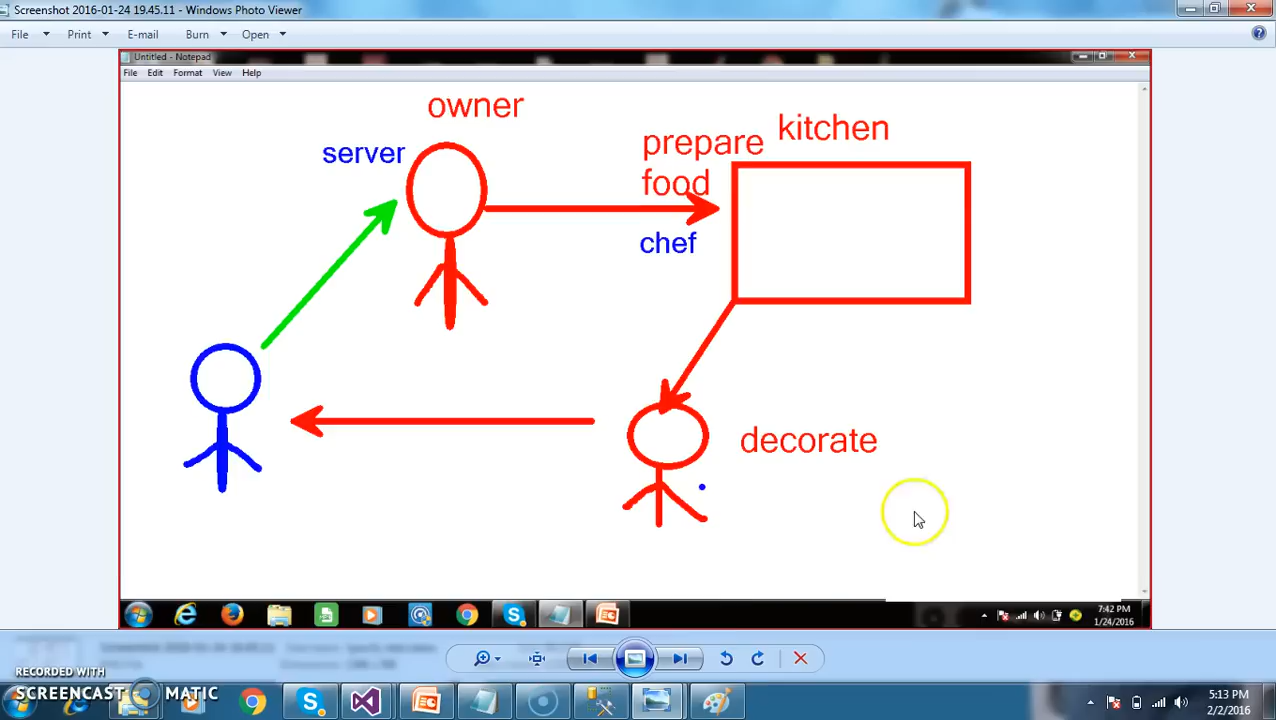 Screenshot 2016-01-24 19.45.11 - Windows Photo Viewer
File Print E-mail Burn Open
Untitled - Notepad
File Edit Format View Help
owner
server
prepare
food
kitchen
chef
decorate
7:42 PM
1/24/2016
RECORDED WITH
SCREENCAST MATIC
5:13 PM
2/2/2016